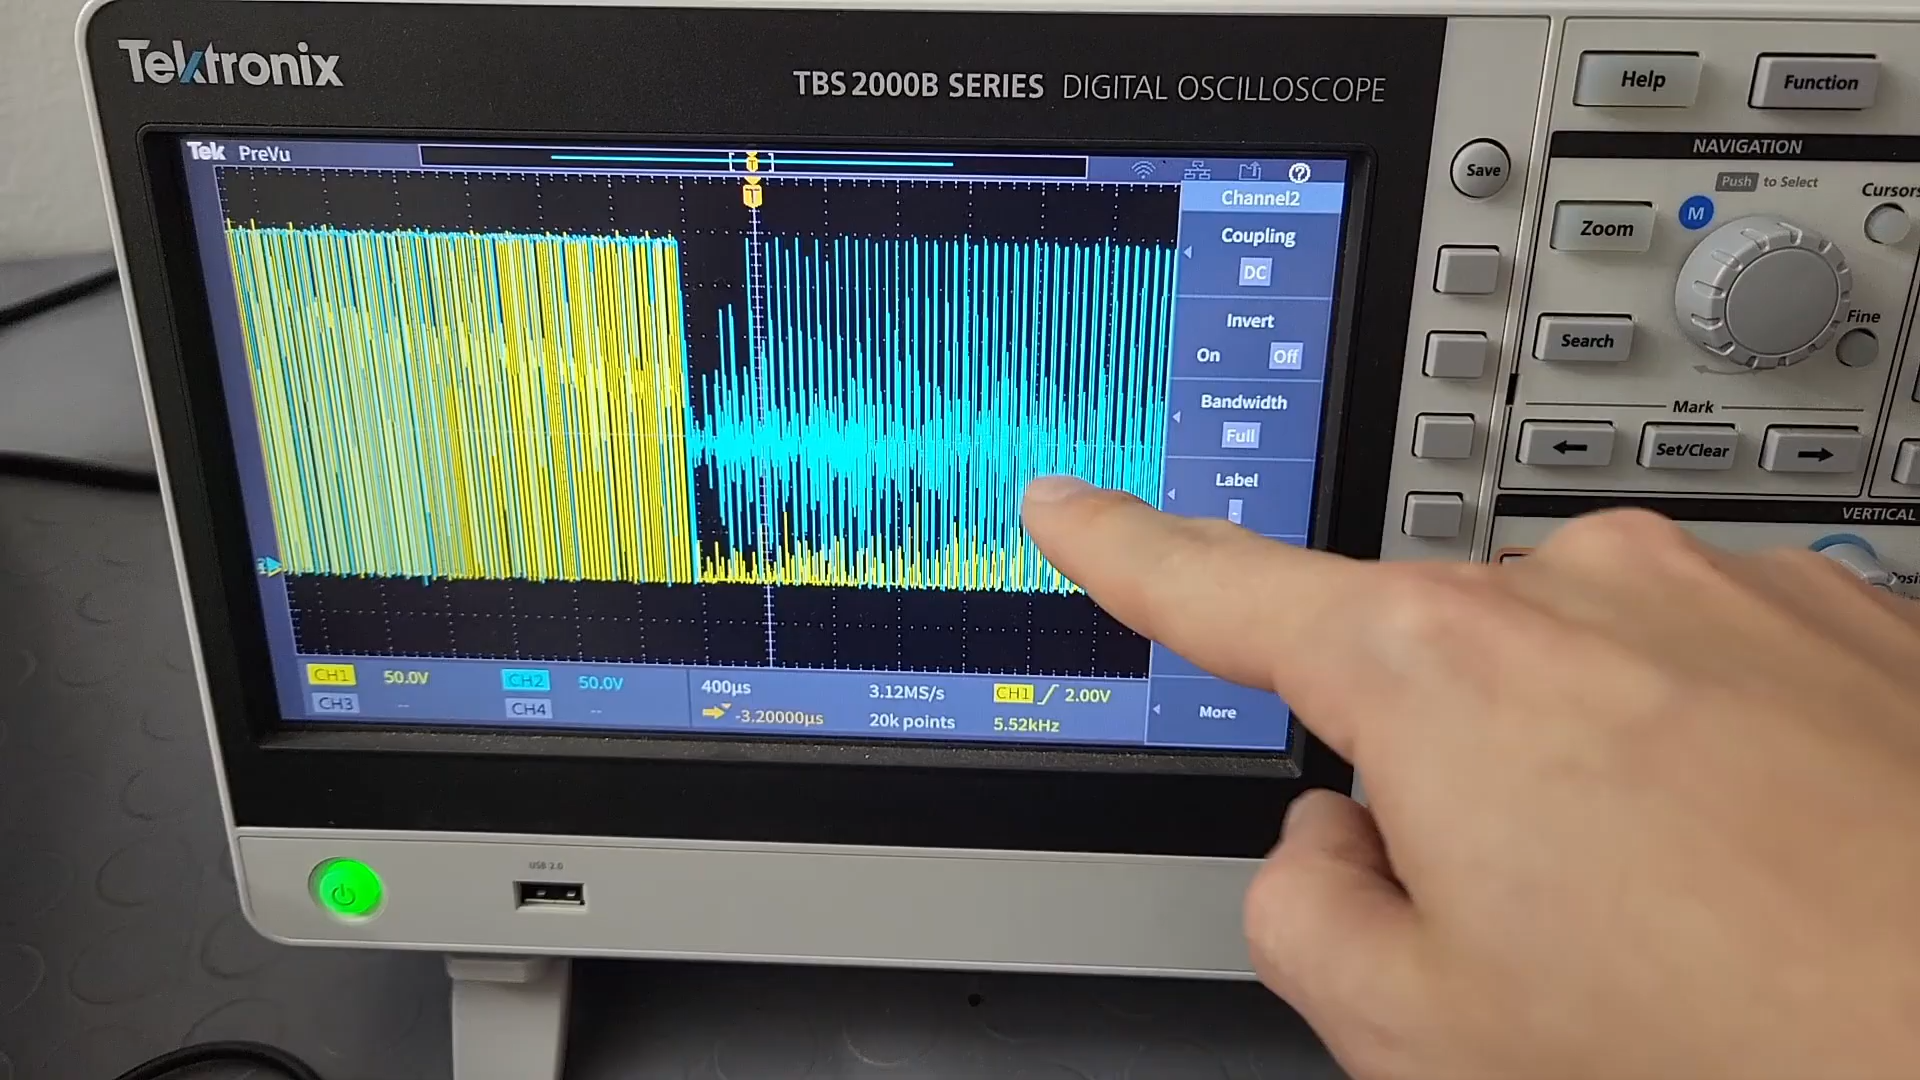 Tektronix
TBS 2000B SERIES DIGITAL OSCILLOSCOPE
Tek PreVu
T
T
?
Channel2
Coupling
DC
Invert
On Off
Bandwidth
Full
Label
-
More
CH1 50.0V
CH2 50.0V
CH3 --
CH4 --
400µs
-3.20000µs
3.12MS/s
20k points
CH1 2.00V
5.52kHz
USB 2.0
Save
Help
Function
NAVIGATION
Push to Select
Cursors
M
Zoom
Fine
Search
Mark
← Set/Clear →
VERTICAL